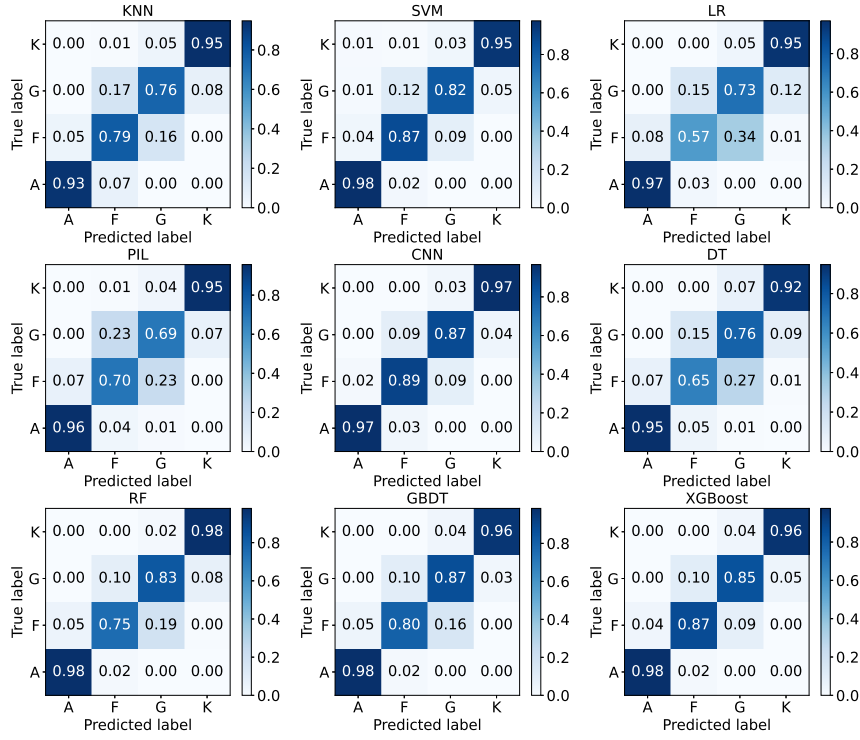 KNN
True label
K 0.00 0.01 0.05 0.95
G 0.00 0.17 0.76 0.08
F 0.05 0.79 0.16 0.00
A 0.93 0.07 0.00 0.00
A F G K
Predicted label
0.8
0.6
0.4
0.2
0.0
SVM
True label
K 0.01 0.01 0.03 0.95
G 0.01 0.12 0.82 0.05
F 0.04 0.87 0.09 0.00
A 0.98 0.02 0.00 0.00
A F G K
Predicted label
0.8
0.6
0.4
0.2
0.0
LR
True label
K 0.00 0.00 0.05 0.95
G 0.00 0.15 0.73 0.12
F 0.08 0.57 0.34 0.01
A 0.97 0.03 0.00 0.00
A F G K
Predicted label
0.8
0.6
0.4
0.2
0.0
PIL
True label
K 0.00 0.01 0.04 0.95
G 0.00 0.23 0.69 0.07
F 0.07 0.70 0.23 0.00
A 0.96 0.04 0.01 0.00
A F G K
Predicted label
0.8
0.6
0.4
0.2
0.0
CNN
True label
K 0.00 0.00 0.03 0.97
G 0.00 0.09 0.87 0.04
F 0.02 0.89 0.09 0.00
A 0.97 0.03 0.00 0.00
A F G K
Predicted label
0.8
0.6
0.4
0.2
0.0
DT
True label
K 0.00 0.00 0.07 0.92
G 0.00 0.15 0.76 0.09
F 0.07 0.65 0.27 0.01
A 0.95 0.05 0.01 0.00
A F G K
Predicted label
0.8
0.6
0.4
0.2
0.0
RF
True label
K 0.00 0.00 0.02 0.98
G 0.00 0.10 0.83 0.08
F 0.05 0.75 0.19 0.00
A 0.98 0.02 0.00 0.00
A F G K
Predicted label
0.8
0.6
0.4
0.2
0.0
GBDT
True label
K 0.00 0.00 0.04 0.96
G 0.00 0.10 0.87 0.03
F 0.05 0.80 0.16 0.00
A 0.98 0.02 0.00 0.00
A F G K
Predicted label
0.8
0.6
0.4
0.2
0.0
XGBoost
True label
K 0.00 0.00 0.04 0.96
G 0.00 0.10 0.85 0.05
F 0.04 0.87 0.09 0.00
A 0.98 0.02 0.00 0.00
A F G K
Predicted label
0.8
0.6
0.4
0.2
0.0